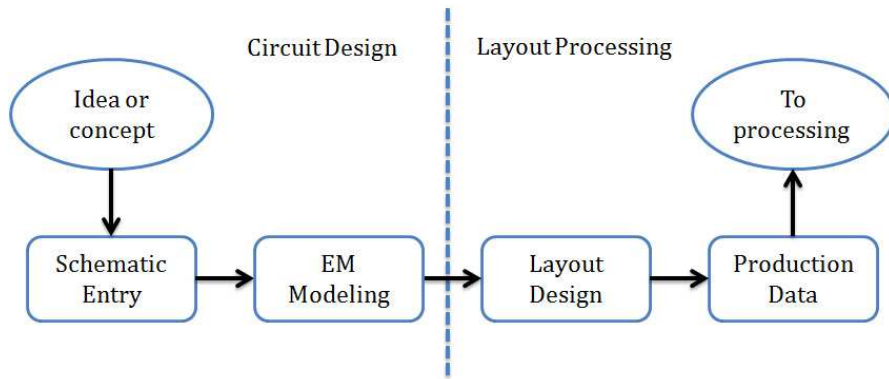 Circuit Design
Layout Processing
Idea or
concept
To
processing
Schematic
Entry
EM
Modeling
Layout
Design
Production
Data